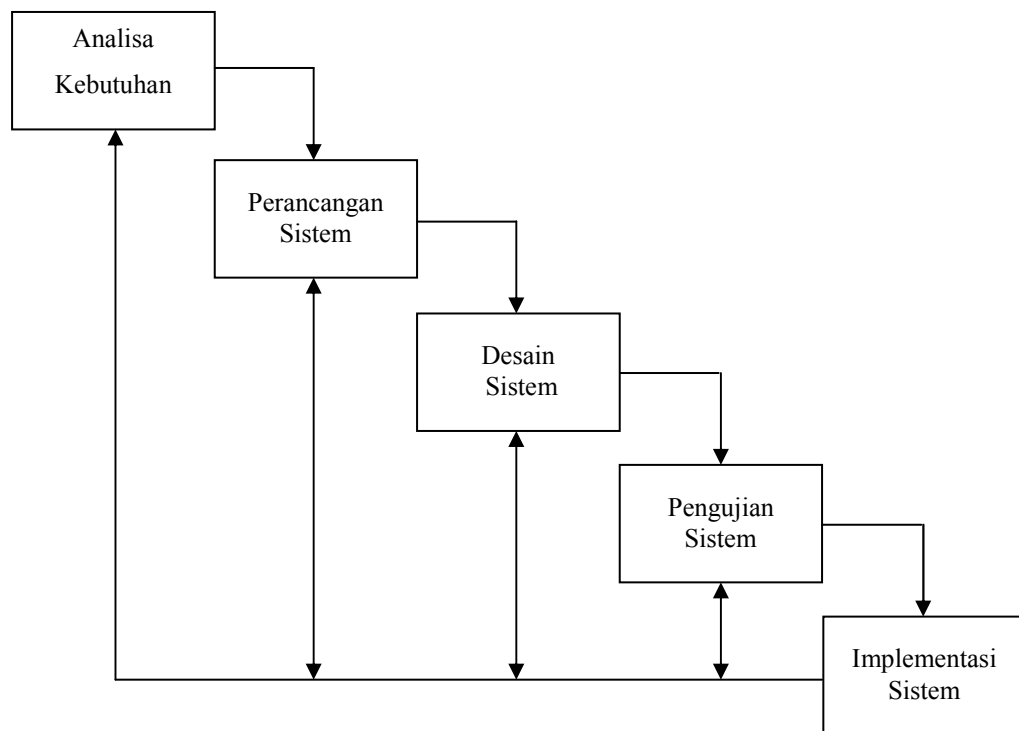 Analisa
Kebutuhan
Perancangan
Sistem
Desain
Sistem
Pengujian
Sistem
Implementasi
Sistem